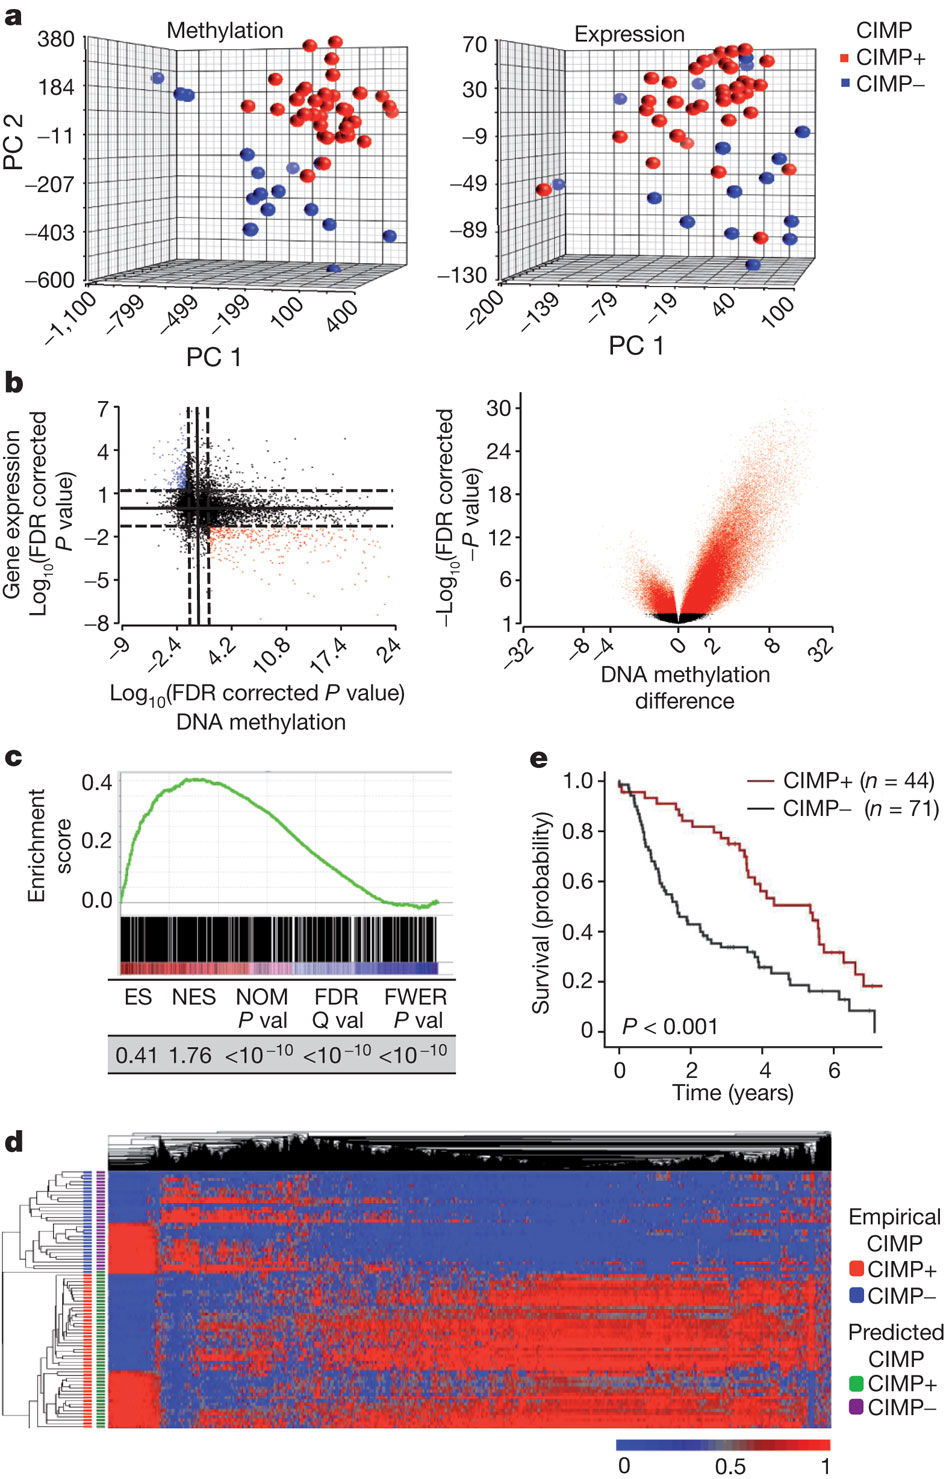 a
Methylation
380
184
−11
−207
−403
−600
PC 2
−1,100
−799
−499
−199
100
400
PC 1
Expression
70
30
−9
−49
−89
−130
−200
−139
−79
−19
40
100
PC 1
CIMP
CIMP+
CIMP−
b
Gene expression
Log10(FDR corrected
P value)
7
4
1
−2
−5
−8
−9
−2.4
4.2
10.8
17.4
24
Log10(FDR corrected P value)
DNA methylation
−Log10(FDR corrected
−P value)
30
24
18
12
6
1
−32
−8
−4
0
2
8
32
DNA methylation
difference
c
Enrichment
score
0.4
0.2
0.0
ES NES NOM FDR FWER
P val Q val P val
0.41 1.76 <10−10 <10−10 <10−10
e
Survival (probability)
1.0
0.8
0.6
0.4
0.2
0
CIMP+ (n = 44)
CIMP− (n = 71)
P < 0.001
0 2 4 6
Time (years)
d
Empirical
CIMP
CIMP+
CIMP−
Predicted
CIMP
CIMP+
CIMP−
0 0.5 1